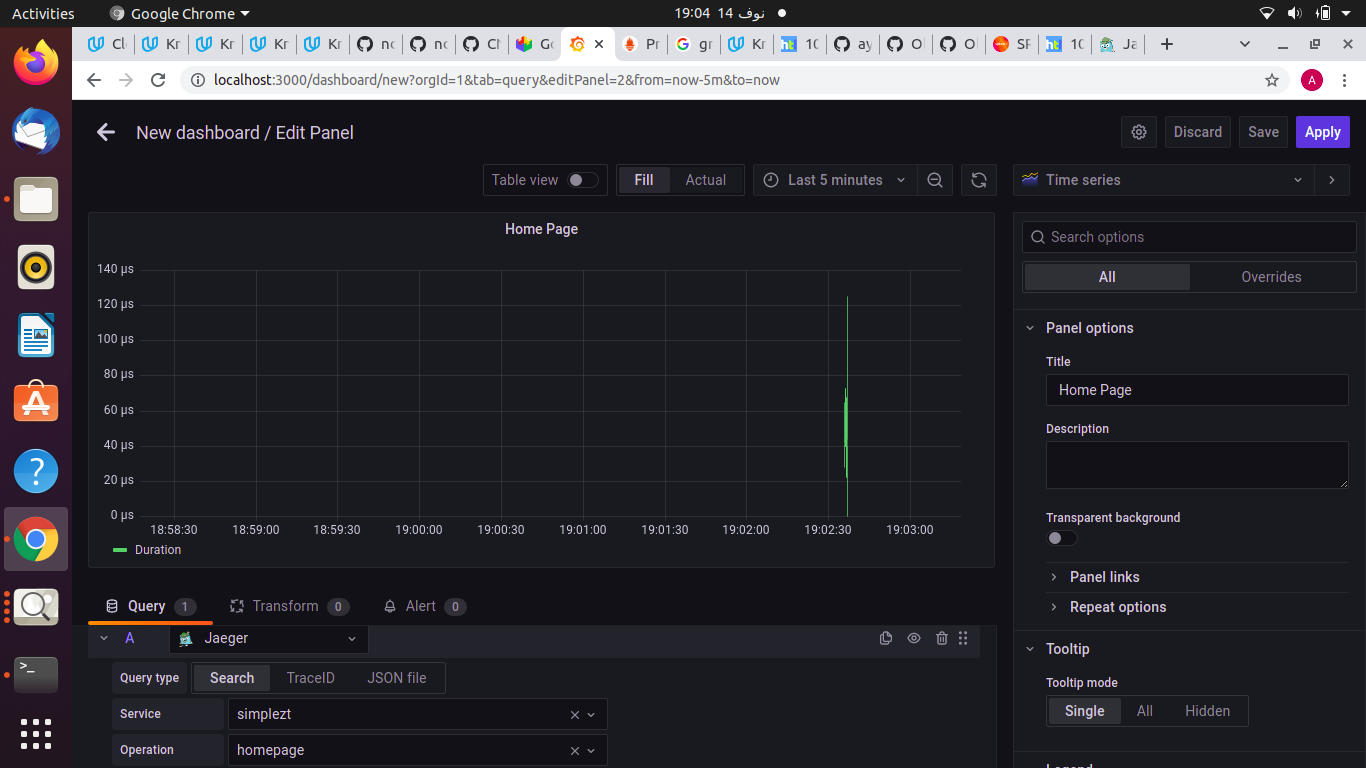 Activities
Google Chrome
19:04 14 نوف
Cl
Kr
Kr
Kr
Kr
nc
nc
Cl
Gc
Pr
gr
Kr
1C
ay
O
O
SF
1C
Ja
localhost:3000/dashboard/new?orgId=1&tab=query&editPanel=2&from=now-5m&to=now
A
New dashboard / Edit Panel
Discard
Save
Apply
Table view
Fill
Actual
Last 5 minutes
Time series
Home Page
140 µs
120 µs
100 µs
80 µs
60 µs
40 µs
20 µs
0 µs
18:58:30
18:59:00
18:59:30
19:00:00
19:00:30
19:01:00
19:01:30
19:02:00
19:02:30
19:03:00
Duration
Query 1
Transform 0
Alert 0
A
Jaeger
Query type
Search
TraceID
JSON file
Service
simplezt
Operation
homepage
Search options
All
Overrides
Panel options
Title
Home Page
Description
Transparent background
Panel links
Repeat options
Tooltip
Tooltip mode
Single
All
Hidden
Legend